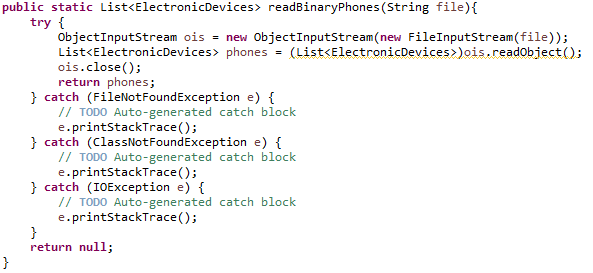 public static List<ElectronicDevices> readBinaryPhones(String file){
    try {
        ObjectInputStream ois = new ObjectInputStream(new FileInputStream(file));
        List<ElectronicDevices> phones = (List<ElectronicDevices>)ois.readObject();
        ois.close();
        return phones;
    } catch (FileNotFoundException e) {
        // TODO Auto-generated catch block
        e.printStackTrace();
    } catch (ClassNotFoundException e) {
        // TODO Auto-generated catch block
        e.printStackTrace();
    } catch (IOException e) {
        // TODO Auto-generated catch block
        e.printStackTrace();
    }
    return null;
}